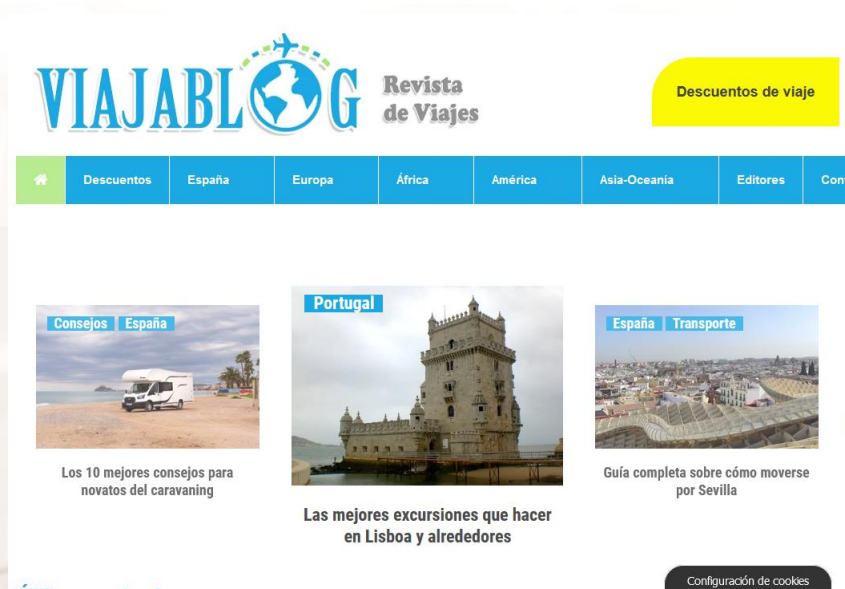 VIAJABLOG
Revista
de Viajes
Descuentos de viaje
Descuentos
España
Europa
África
América
Asia-Oceanía
Editores
Portugal
Consejos España
España Transporte
Los 10 mejores consejos para
novatos del caravaning
Las mejores excursiones que hacer
en Lisboa y alrededores
Guía completa sobre cómo moverse
por Sevilla
Configuración de cookies